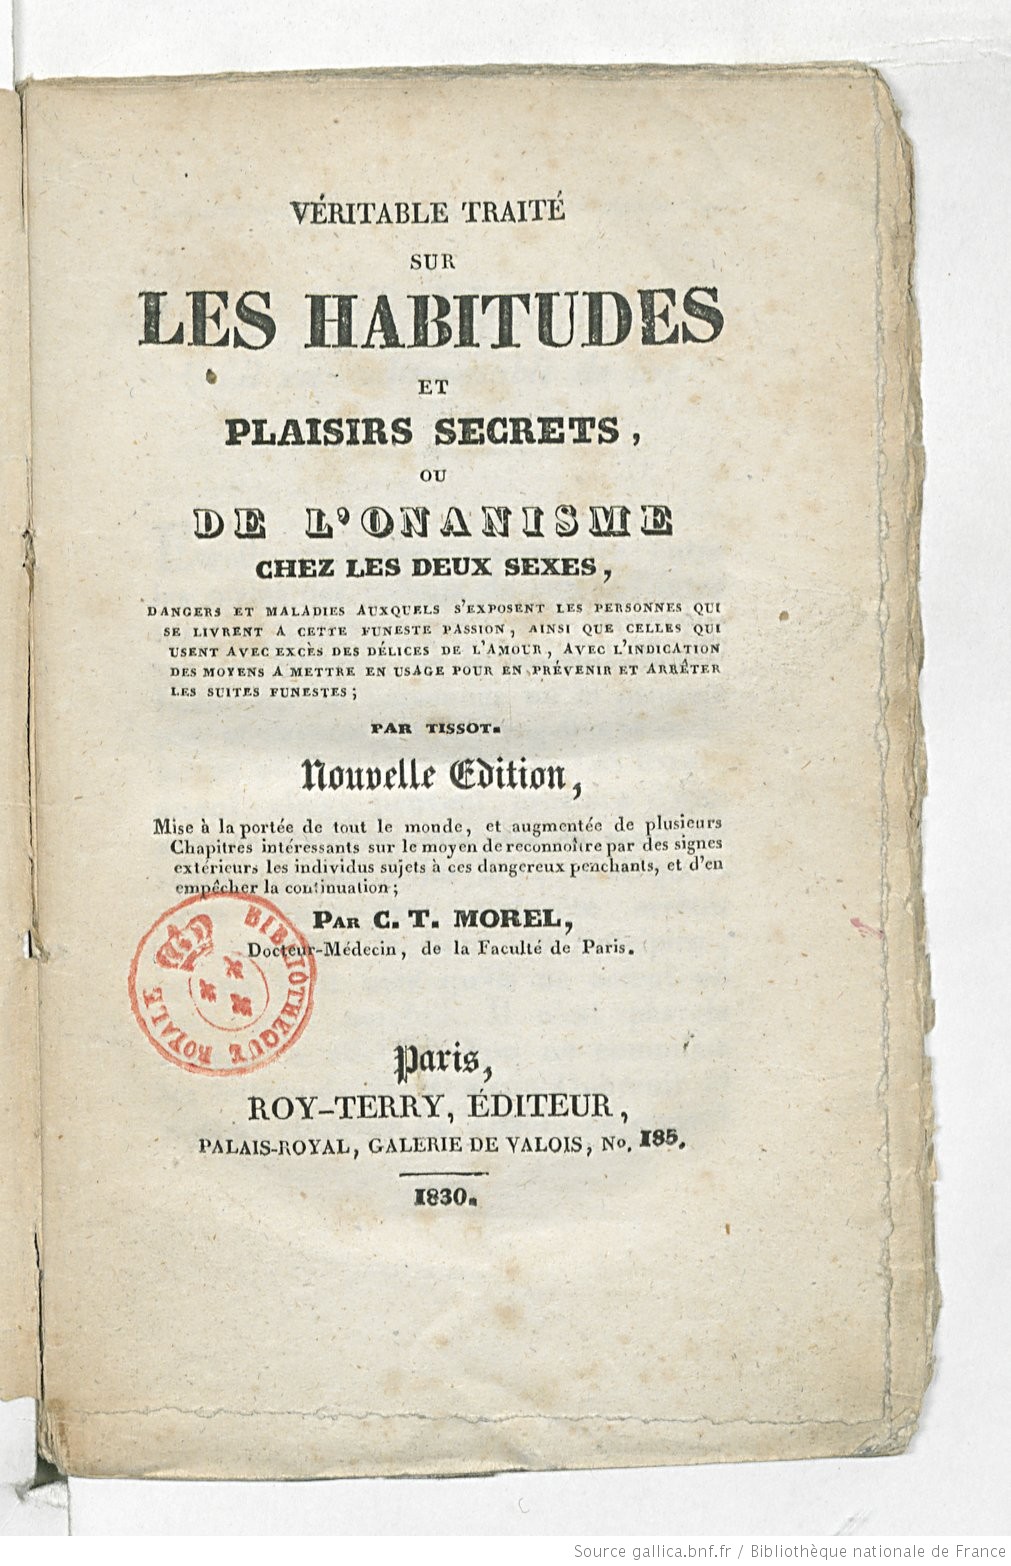 VÉRITABLE TRAITÉ
SUR
LES HABITUDES
ET
PLAISIRS SECRETS,
OU
DE L'ONANISME
CHEZ LES DEUX SEXES,
DANGERS ET MALADIES AUXQUELS S'EXPOSENT LES PERSONNES QUI
SE LIVRENT A CETTE FUNESTE PASSION, AINSI QUE CELLES QUI
USENT AVEC EXCÈS DES DÉLICES DE L'AMOUR, AVEC L'INDICATION
DES MOYENS A METTRE EN USAGE POUR EN PRÉVENIR ET ARRÊTER
LES SUITES FUNESTES;
PAR TISSOT.
Nouvelle Edition,
Mise à la portée de tout le monde, et augmentée de plusieurs
Chapitres intéressants sur le moyen de reconnoître par des signes
extérieurs les individus sujets à ces dangereux penchants, et d'en
empêcher la continuation;
PAR C. T. MOREL,
Docteur-Médecin, de la Faculté de Paris.
BIBLIOTHEQUE ROYALE
Paris,
ROY-TERRY, ÉDITEUR,
PALAIS-ROYAL, GALERIE DE VALOIS, No. 185.
1830.
Source gallica.bnf.fr / Bibliothèque nationale de France